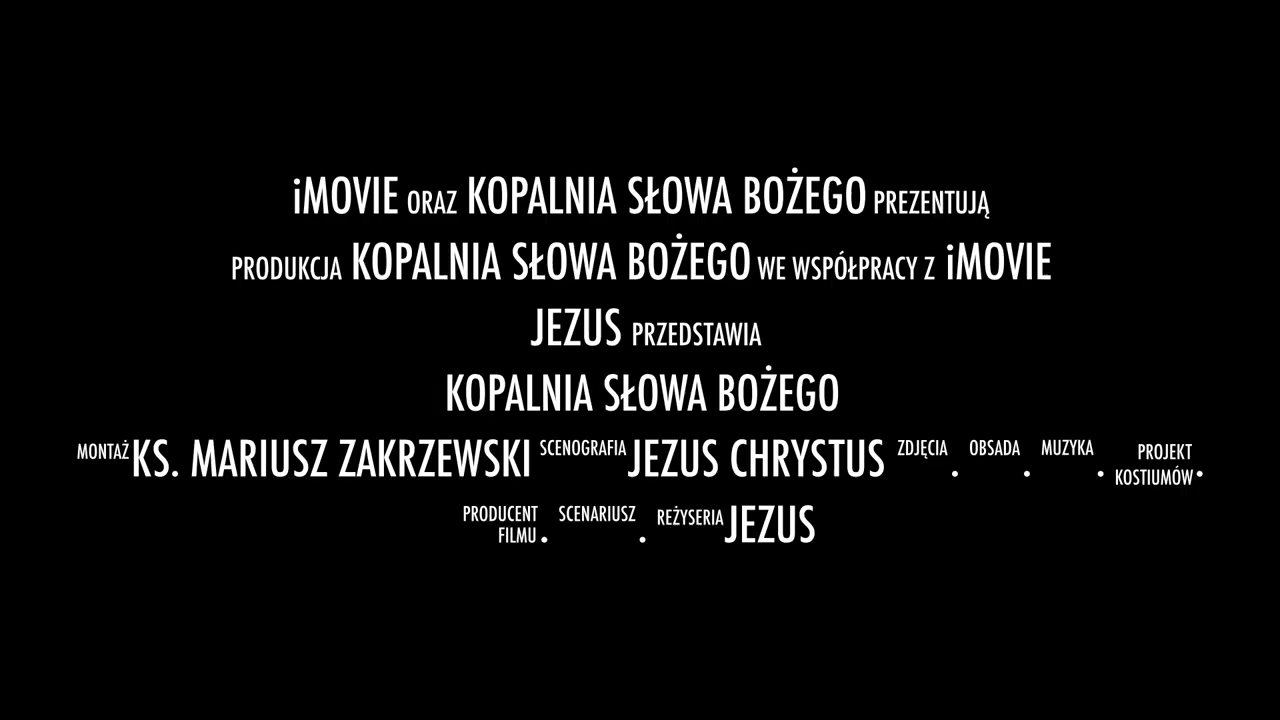 iMOVIE ORAZ KOPALNIA SŁOWA BOŻEGO PREZENTUJĄ
PRODUKCJA KOPALNIA SŁOWA BOŻEGO WE WSPÓŁPRACY Z iMOVIE
JEZUS PRZEDSTAWIA
KOPALNIA SŁOWA BOŻEGO
MONTAŻ KS. MARIUSZ ZAKRZEWSKI SCENOGRAFIA JEZUS CHRYSTUS ZDJĘCIA . OBSADA . MUZYKA . PROJEKT KOSTIUMÓW .
PRODUCENT FILMU . SCENARIUSZ . REŻYSERIA JEZUS